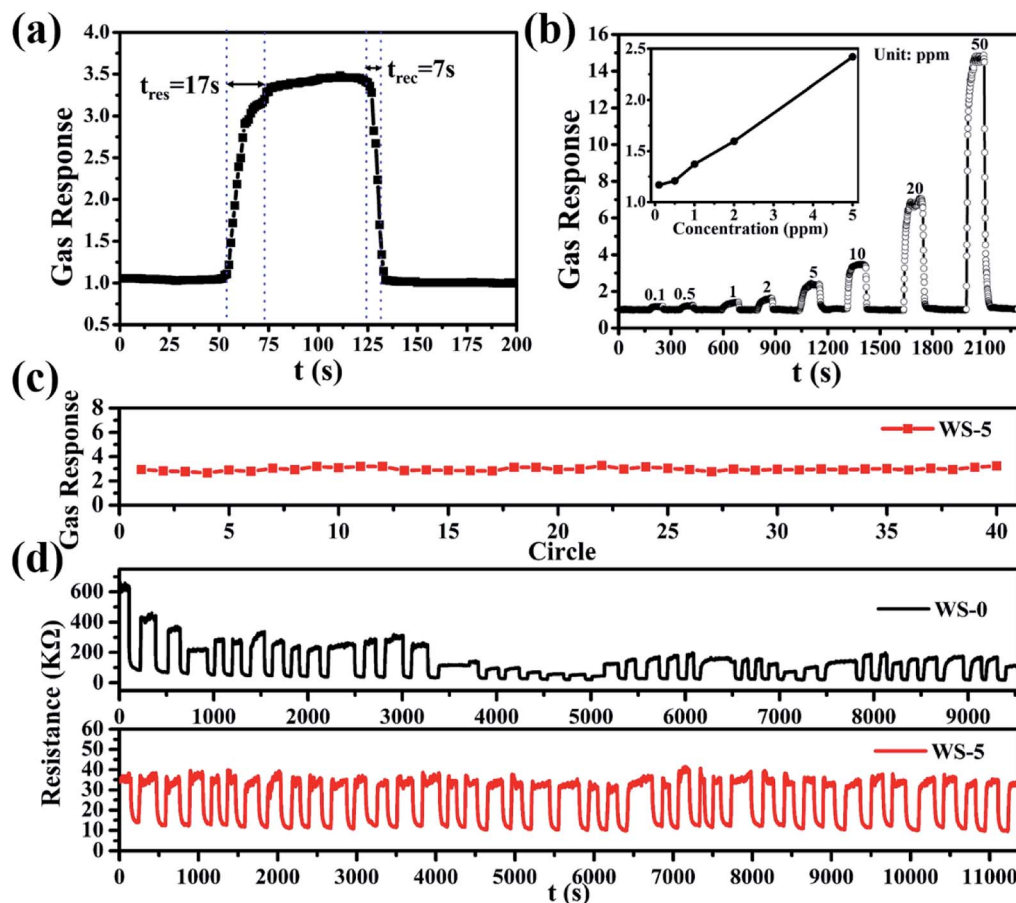 (a)
4.0
3.5
3.0
2.5
2.0
1.5
1.0
0.5
Gas Response
t_res=17s
t_rec=7s
0 25 50 75 100 125 150 175 200
t (s)
(b)
16
14
12
10
8
6
4
2
0
Gas Response
2.5
2.0
1.5
1.0
0 1 2 3 4 5
Concentration (ppm)
Unit: ppm
0.1 0.5 1 2 5 10 20 50
0 300 600 900 1200 1500 1800 2100
t (s)
(c)
8
6
4
2
0
Gas Response
WS-5
0 5 10 15 20 25 30 35 40
Circle
(d)
Resistance (KΩ)
600
400
200
0
WS-0
0 1000 2000 3000 4000 5000 6000 7000 8000 9000
60
50
40
30
20
10
0
WS-5
0 1000 2000 3000 4000 5000 6000 7000 8000 9000 10000 11000
t (s)